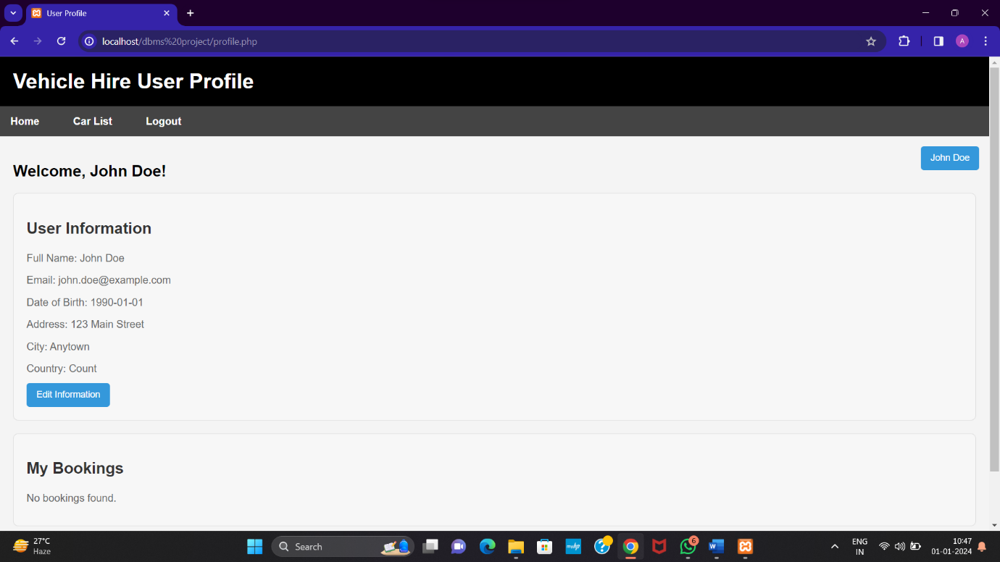 User Profile
localhost/dbms%20project/profile.php
A
Vehicle Hire User Profile
Home Car List Logout
John Doe
Welcome, John Doe!
User Information
Full Name: John Doe
Email: john.doe@example.com
Date of Birth: 1990-01-01
Address: 123 Main Street
City: Anytown
Country: Count
Edit Information
My Bookings
No bookings found.
27°C
Haze
Search
myhp
6
W
ENG
IN
10:47
01-01-2024